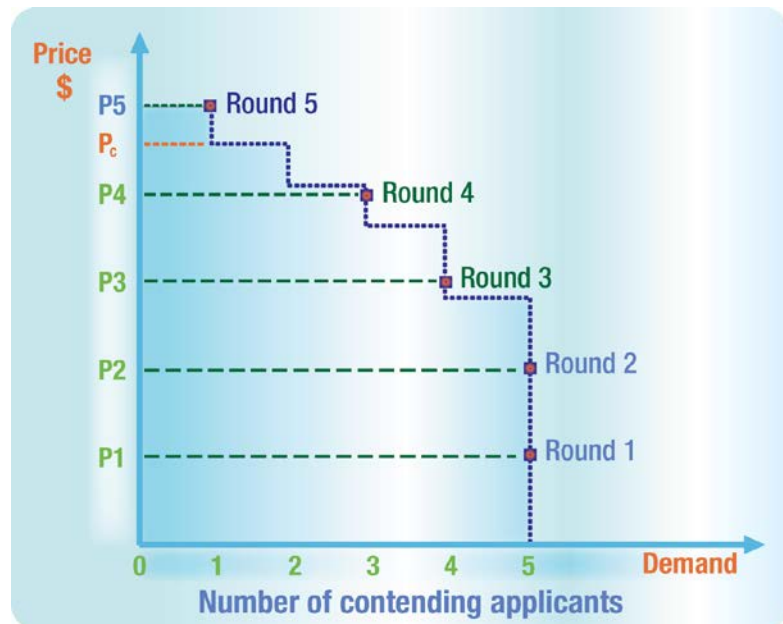 Price
$
P5
Round 5
Pc
P4
Round 4
P3
Round 3
P2
Round 2
P1
Round 1
0 1 2 3 4 5 Demand
Number of contending applicants